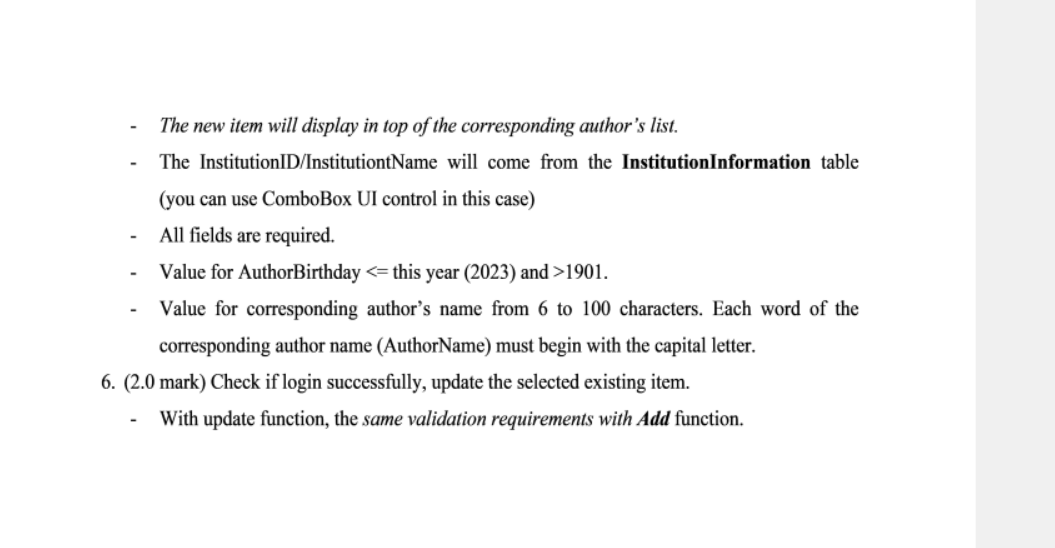 - The new item will display in top of the corresponding author's list.
- The InstitutionID/InstitutiontName will come from the InstitutionInformation table
(you can use ComboBox UI control in this case)
- All fields are required.
- Value for AuthorBirthday <= this year (2023) and >1901.
- Value for corresponding author's name from 6 to 100 characters. Each word of the
corresponding author name (AuthorName) must begin with the capital letter.
6. (2.0 mark) Check if login successfully, update the selected existing item.
- With update function, the same validation requirements with Add function.